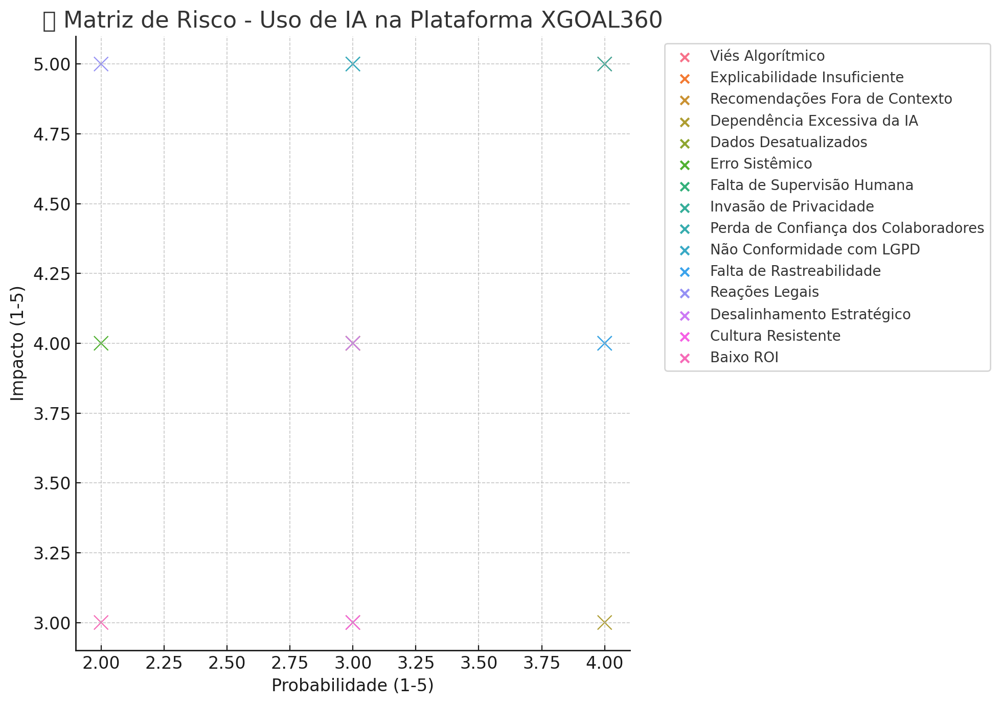 Matriz de Risco - Uso de IA na Plataforma XGOAL360
Impacto (1-5)
5.00
4.75
4.50
4.25
4.00
3.75
3.50
3.25
3.00
2.00 2.25 2.50 2.75 3.00 3.25 3.50 3.75 4.00
Probabilidade (1-5)
Viés Algorítmico
Explicabilidade Insuficiente
Recomendações Fora de Contexto
Dependência Excessiva da IA
Dados Desatualizados
Erro Sistêmico
Falta de Supervisão Humana
Invasão de Privacidade
Perda de Confiança dos Colaboradores
Não Conformidade com LGPD
Falta de Rastreabilidade
Reações Legais
Desalinhamento Estratégico
Cultura Resistente
Baixo ROI